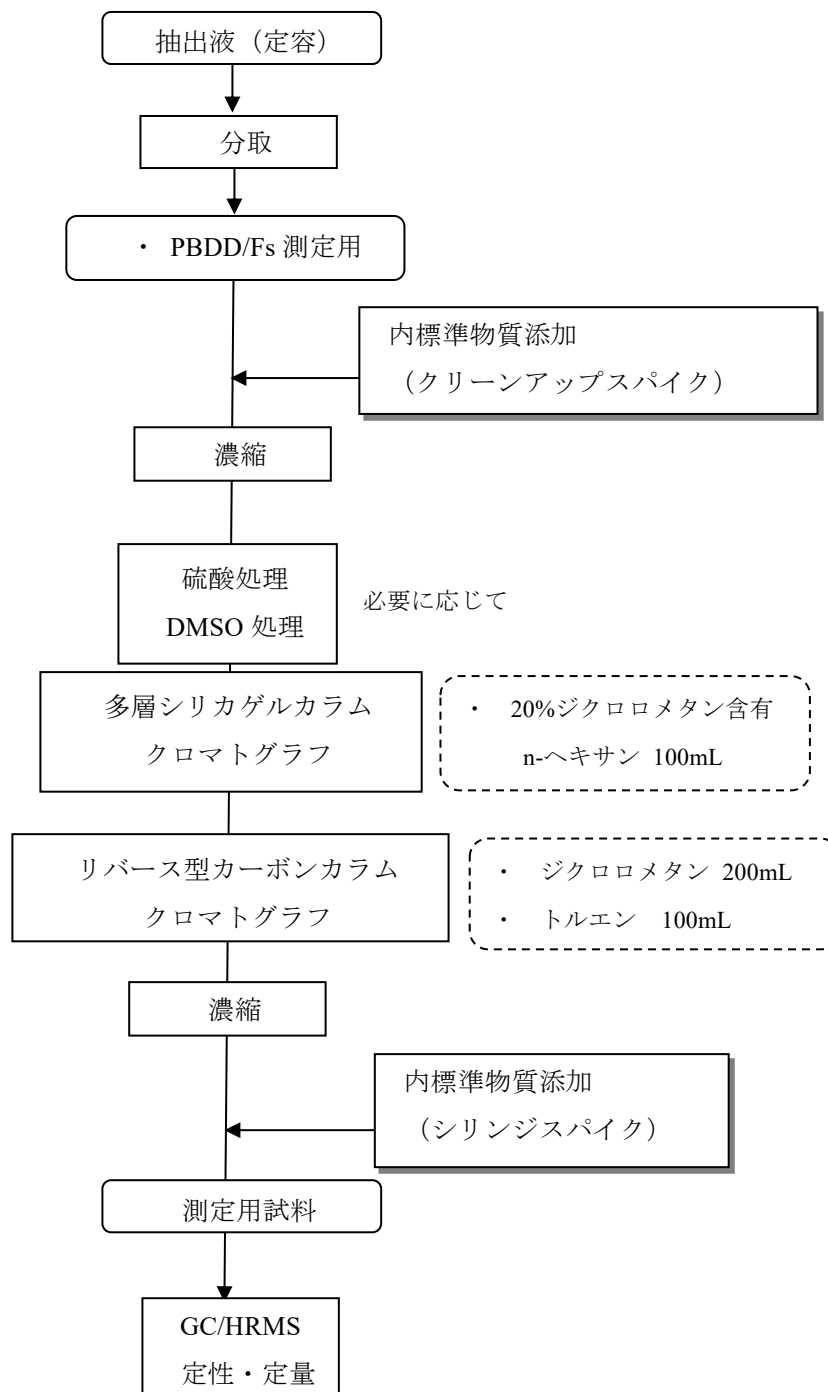 抽出液（定容）
分取
・ PBDD/Fs 測定用
内標準物質添加
（クリーンアップスパイク）
濃縮
硫酸処理
DMSO 処理
必要に応じて
多層シリカゲルカラム
クロマトグラフ
・ 20%ジクロロメタン含有
n-ヘキサン 100mL
リバース型カーボンカラム
クロマトグラフ
・ ジクロロメタン 200mL
・ トルエン 100mL
濃縮
内標準物質添加
（シリンジスパイク）
測定用試料
GC/HRMS
定性・定量